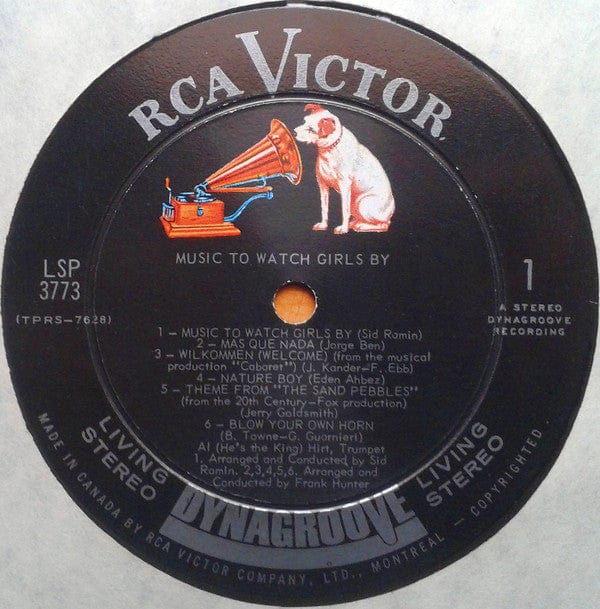 RCA VICTOR
MUSIC TO WATCH GIRLS BY
LSP
3773
(TPRS-7628)
1
A STEREO
DYNAGROOVE
RECORDING
1 - MUSIC TO WATCH GIRLS BY (Sid Ramin)
2 - MAS QUE NADA (Jorge Ben)
3 - WILKOMMEN (WELCOME) (from the musical
production "Cabaret") (J. Kander-F. Ebb)
4 - NATURE BOY (Eden Ahbez)
5 - THEME FROM "THE SAND PEBBLES"
(from the 20th Century-Fox production)
(Jerry Goldsmith)
6 - BLOW YOUR OWN HORN
(B. Towne-G. Guarnieri)
Al (He's the King) Hirt, Trumpet
1. Arranged and Conducted by Sid
Ramin. 2,3,4,5,6. Arranged and
Conducted by Frank Hunter
LIVING
STEREO
DYNAGROOVE
LIVING
STEREO
MADE IN CANADA BY RCA VICTOR COMPANY, LTD., MONTREAL - COPYRIGHTED.